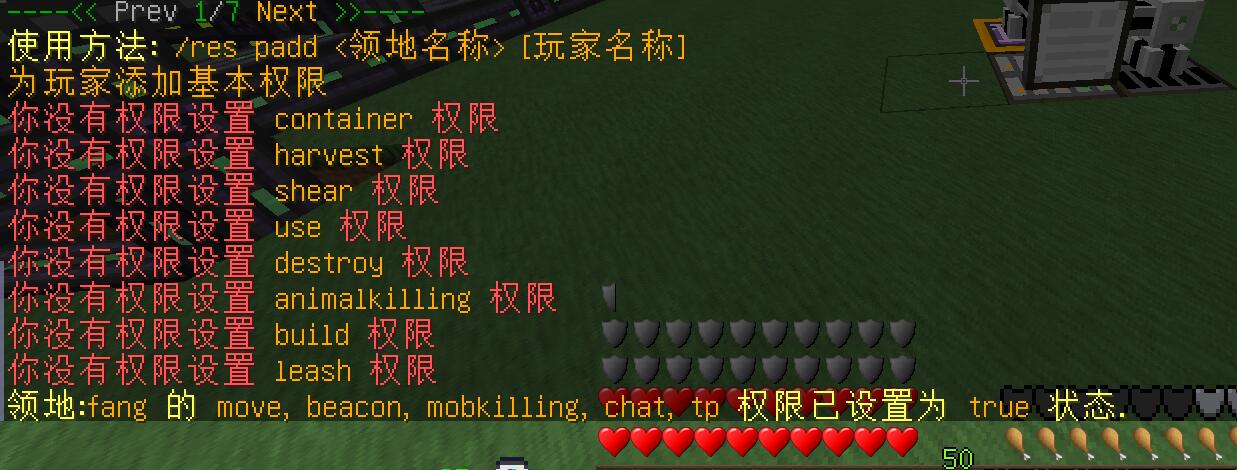 ----<< Prev 1/7 Next >>----
使用方法: /res padd <领地名称> [玩家名称]
为玩家添加基本权限
你没有权限设置 container 权限
你没有权限设置 harvest 权限
你没有权限设置 shear 权限
你没有权限设置 use 权限
你没有权限设置 destroy 权限
你没有权限设置 animalkilling 权限
你没有权限设置 build 权限
你没有权限设置 leash 权限
领地:fang 的 move, beacon, mobkilling, chat, tp 权限已设置为 true 状态.
50